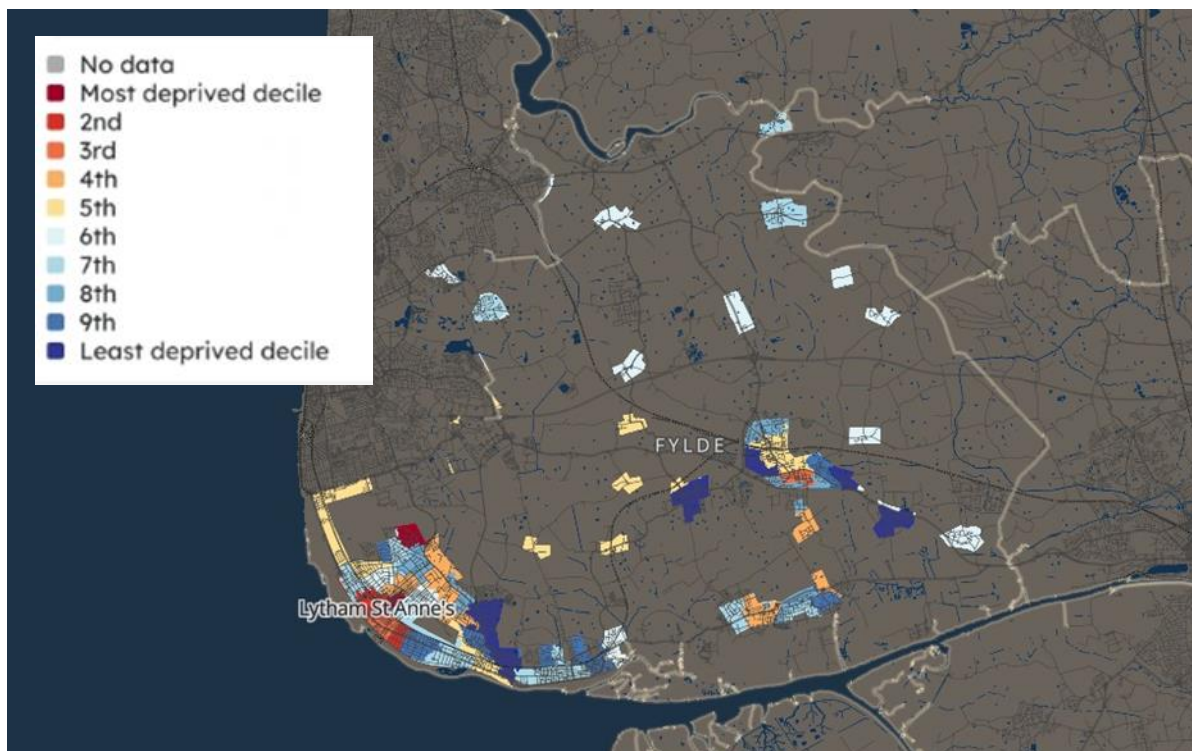 No data
Most deprived decile
2nd
3rd
4th
5th
6th
7th
8th
9th
Least deprived decile
FYLDE
Lytham St Anne's